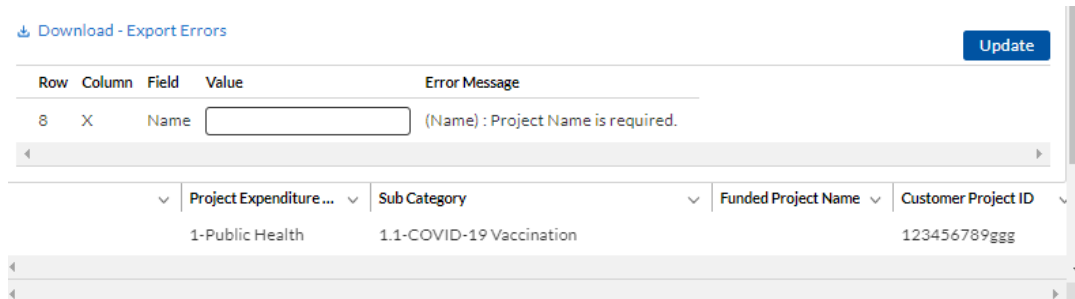 Download - Export Errors
Update
Row Column Field Value Error Message
8 X Name (Name) : Project Name is required.
Project Expenditure ... Sub Category Funded Project Name Customer Project ID
1-Public Health 1.1-COVID-19 Vaccination 123456789ggg